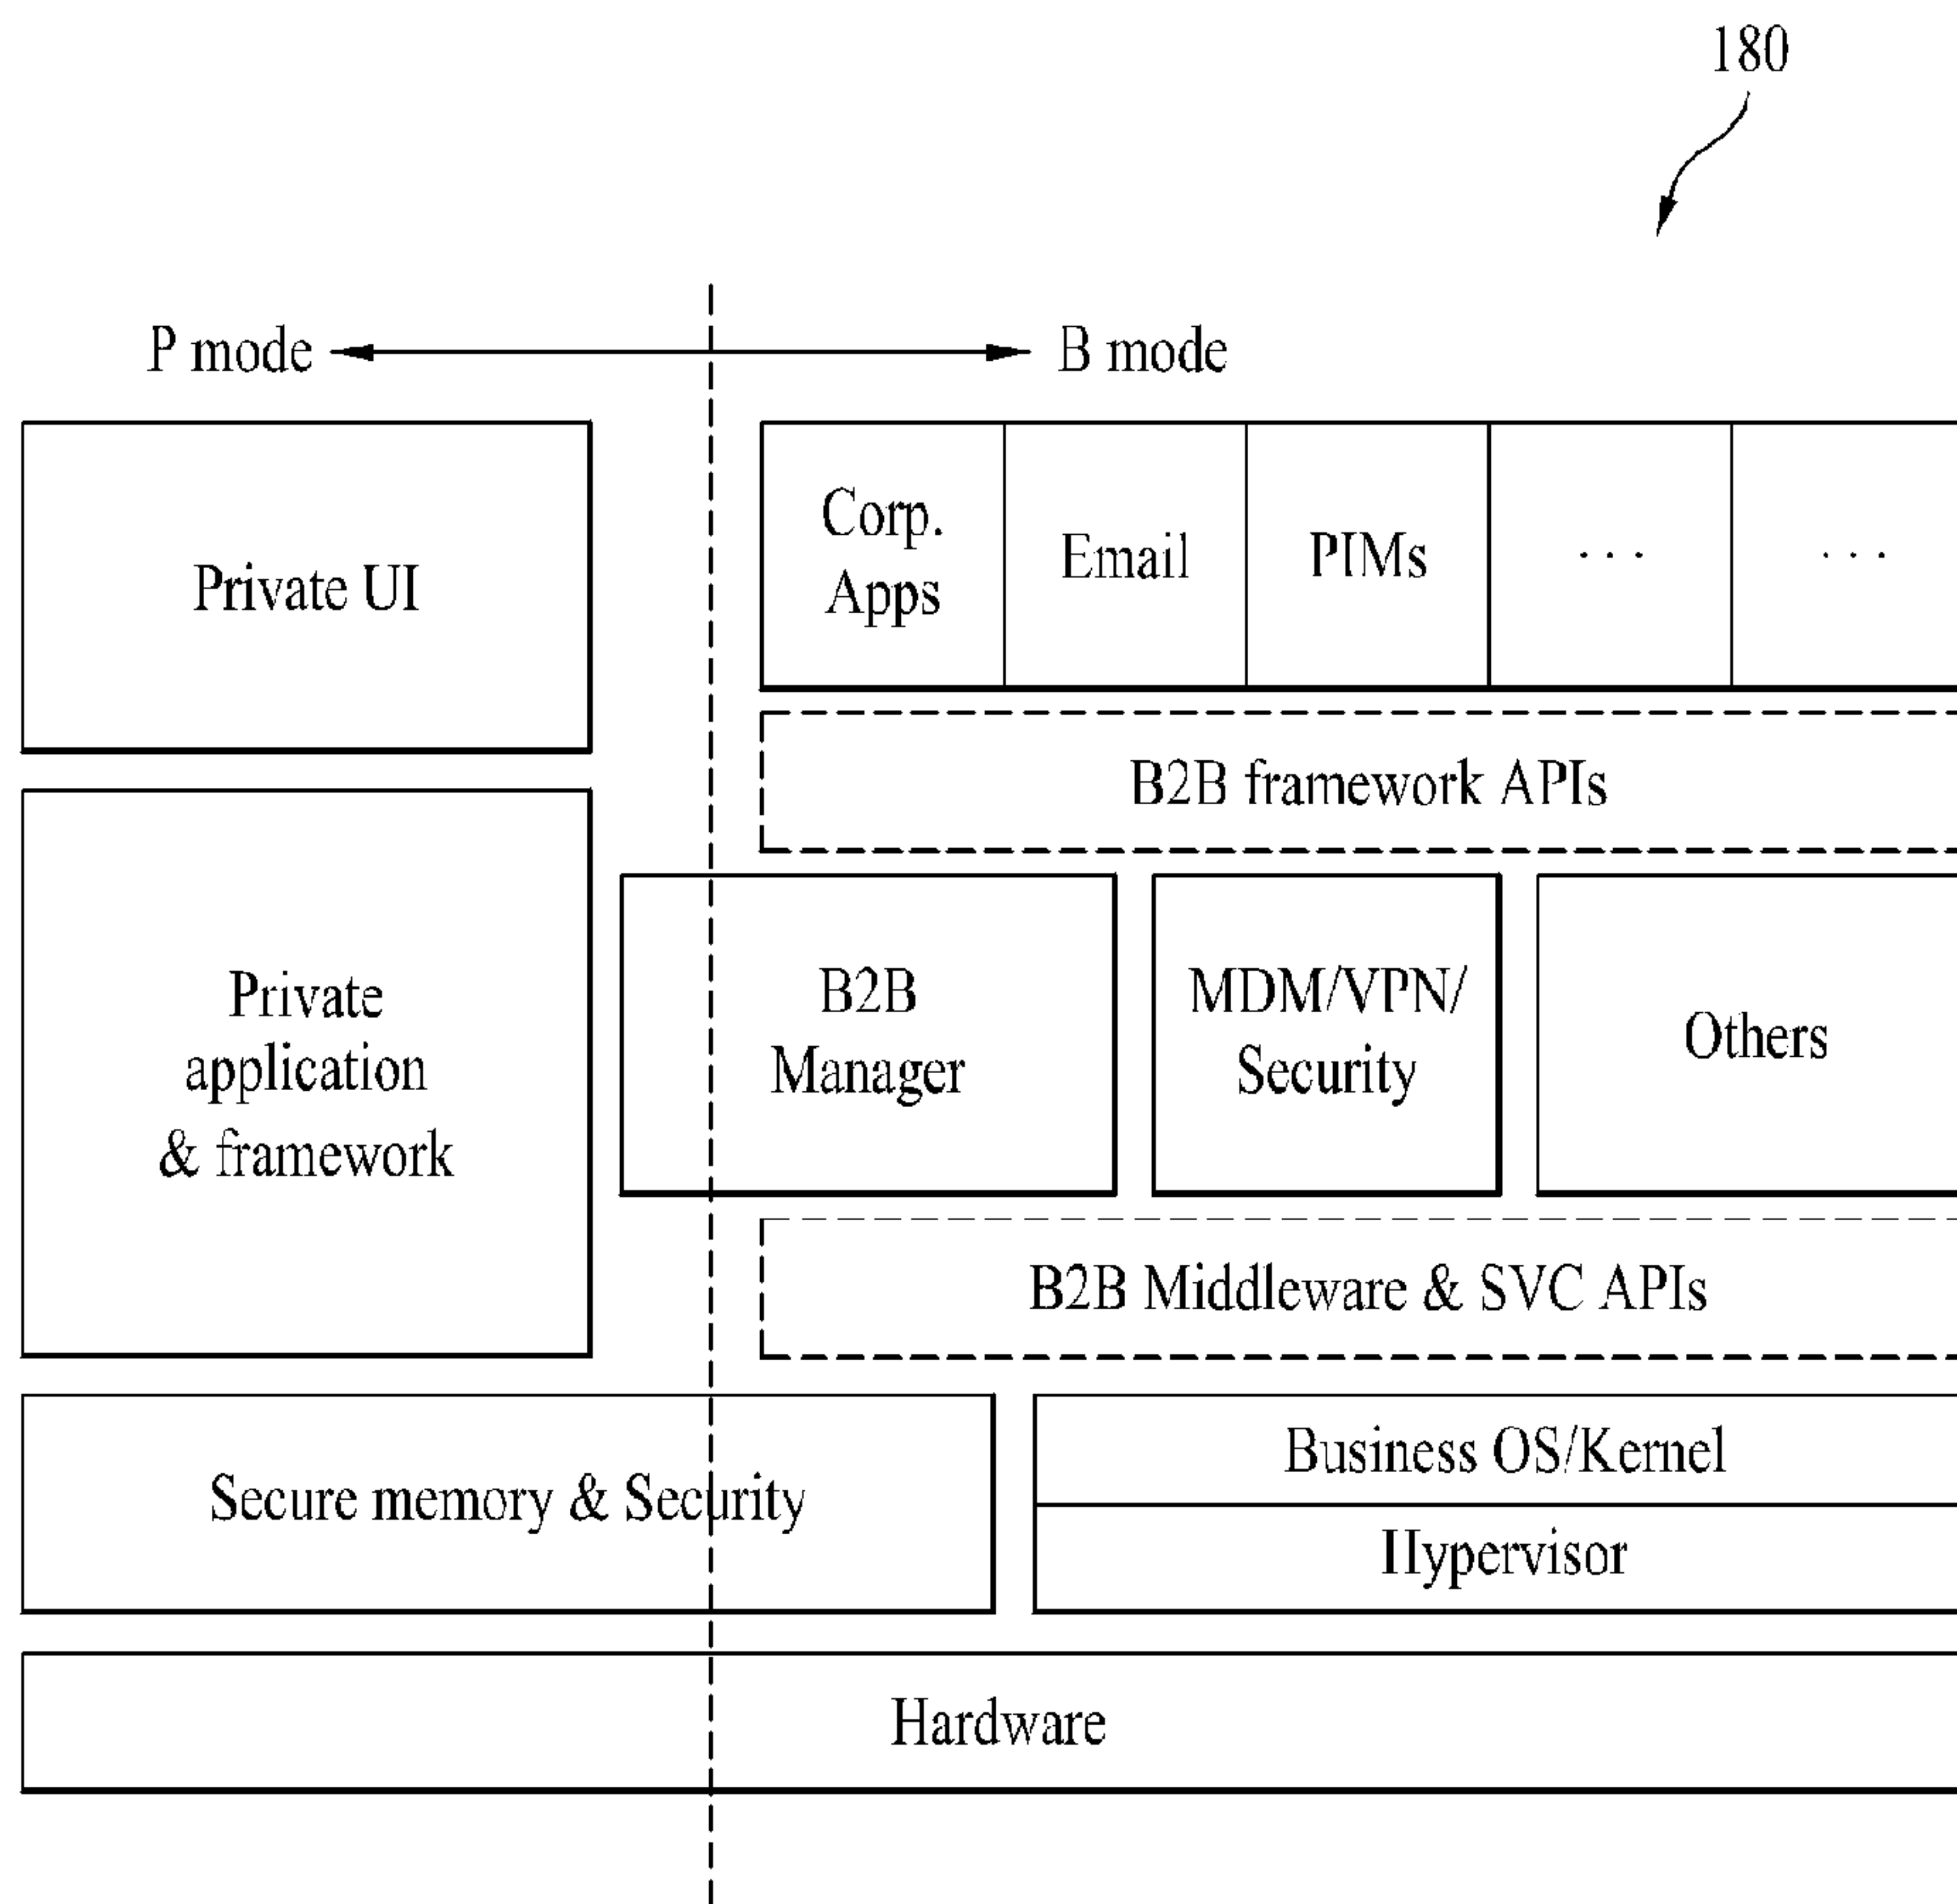 180
P mode
B mode
Private UI
Corp.
Apps
Email
PIMs
. . .
. . .
B2B framework APIs
Private
application
& framework
B2B
Manager
MDM/VPN/
Security
Others
B2B Middleware & SVC APIs
Secure memory & Security
Business OS/Kernel
Hypervisor
Hardware